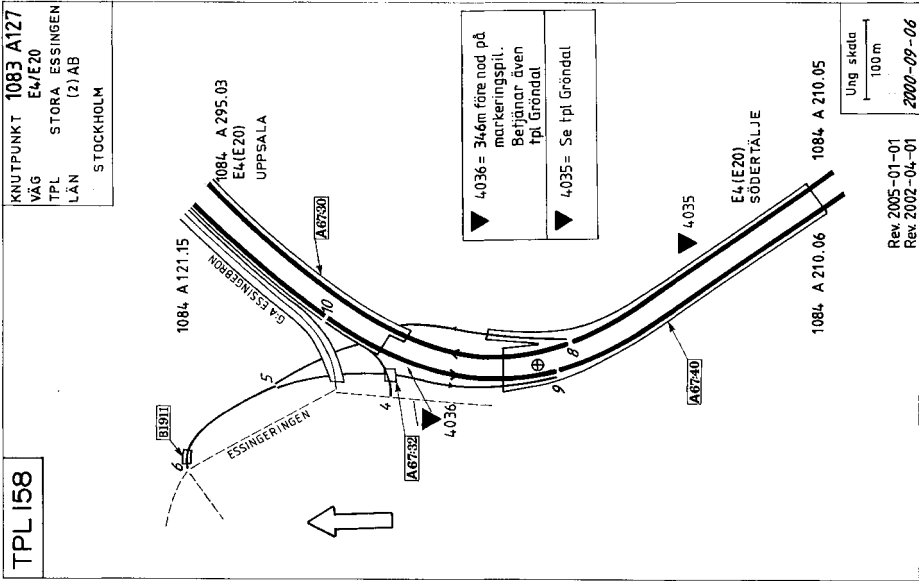 TPL 158
KNUTPUNKT 1083 A127
VÄG E4/E20
TPL STORA ESSINGEN
LÄN (2) AB
STOCKHOLM
1084 A 121.15
1084 A 295.03
E4(E20)
UPPSALA
G:A ESSINGEBRON
A67:30
10
5
B1911
6
ESSINGERINGEN
4
A67:32
4036
9
8
A67:40
4035
4036 = 346m före nod på
markeringspil.
Betjänar även
tpl Gröndal
4035 = Se tpl Gröndal
E4(E20)
SÖDERTÄLJE
1084 A 210.06
1084 A 210.05
Ung skala
100m
Rev. 2005-01-01
Rev. 2002-04-01
2000-09-06